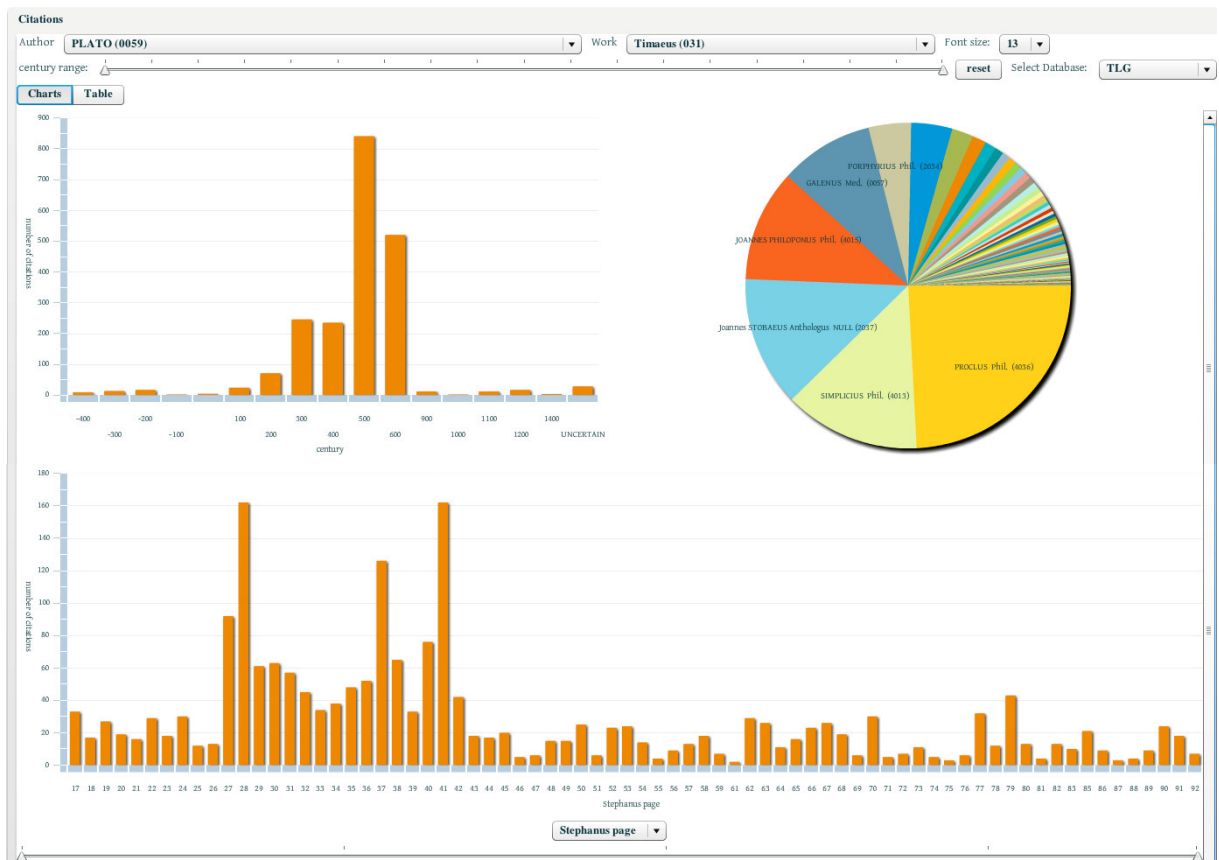 Citations
Author PLATO (0059) Work Timaeus (031) Font size: 13
century range: reset Select Database: TLG
Charts Table
900
800
700
600
500
400
300
200
100
0
number of citations
-400 -200 100 300 500 900 1100 1400
-300 -100 200 400 600 1000 1200 UNCERTAIN
century
PORPHYRIUS Phil. (2034)
GALENUS Med. (0057)
JOANNES PHILOPONUS Phil. (4015)
Joannes STOBAEUS Anthologus NULL (2037)
PROCLUS Phil. (4036)
SIMPLICIUS Phil. (4013)
180
160
140
120
100
80
60
40
20
0
number of citations
17 18 19 20 21 22 23 24 25 26 27 28 29 30 31 32 33 34 35 36 37 38 39 40 41 42 43 44 45 46 47 48 49 50 51 52 53 54 55 56 57 58 59 61 62 63 64 65 66 67 68 69 70 71 72 73 74 75 76 77 78 79 80 81 82 83 85 86 87 88 89 90 91 92
Stephanus page
Stephanus page